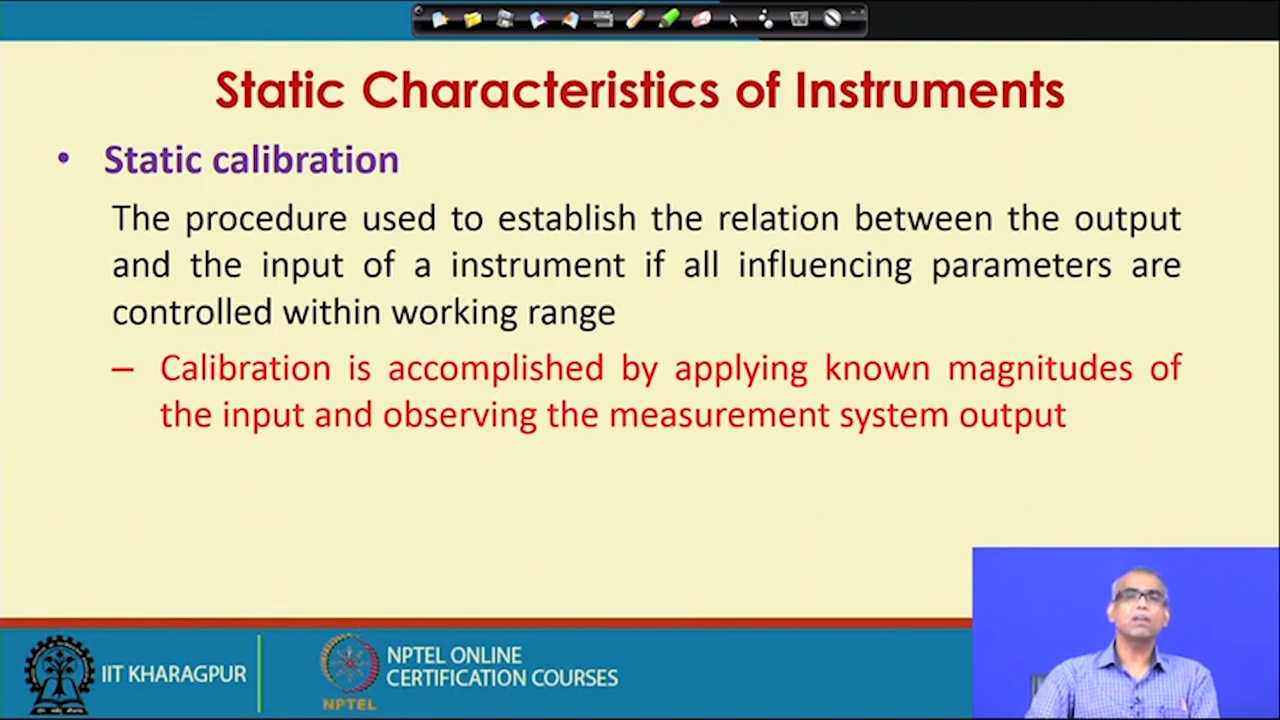 Static Characteristics of Instruments
• Static calibration
The procedure used to establish the relation between the output
and the input of a instrument if all influencing parameters are
controlled within working range
– Calibration is accomplished by applying known magnitudes of
the input and observing the measurement system output
IIT KHARAGPUR
NPTEL ONLINE
CERTIFICATION COURSES
NPTEL